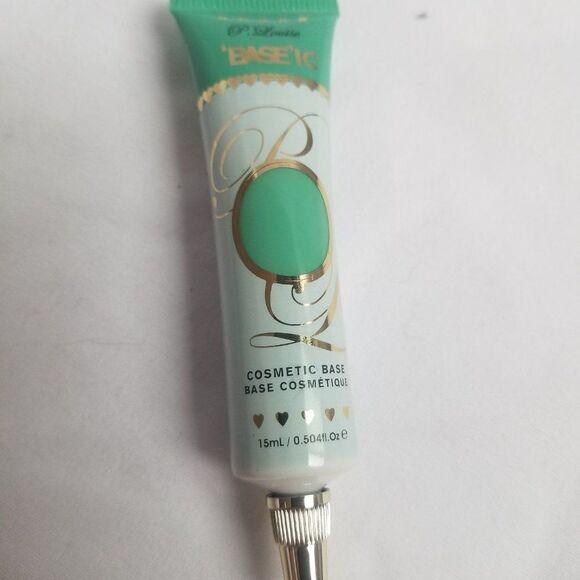 P. Louise
'BASE'IC
COSMETIC BASE
BASE COSMÉTIQUE
15mL / 0.504fl.Oz e